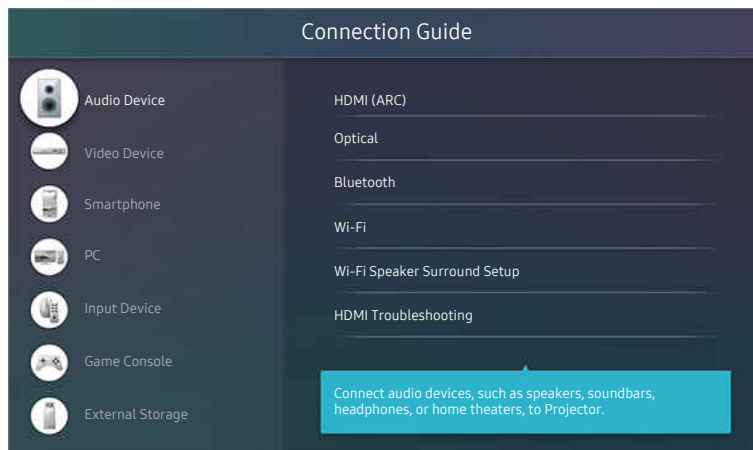 Connection Guide
Audio Device
Video Device
Smartphone
PC
Input Device
Game Console
External Storage
HDMI (ARC)
Optical
Bluetooth
Wi-Fi
Wi-Fi Speaker Surround Setup
HDMI Troubleshooting
Connect audio devices, such as speakers, soundbars,
headphones, or home theaters, to Projector.